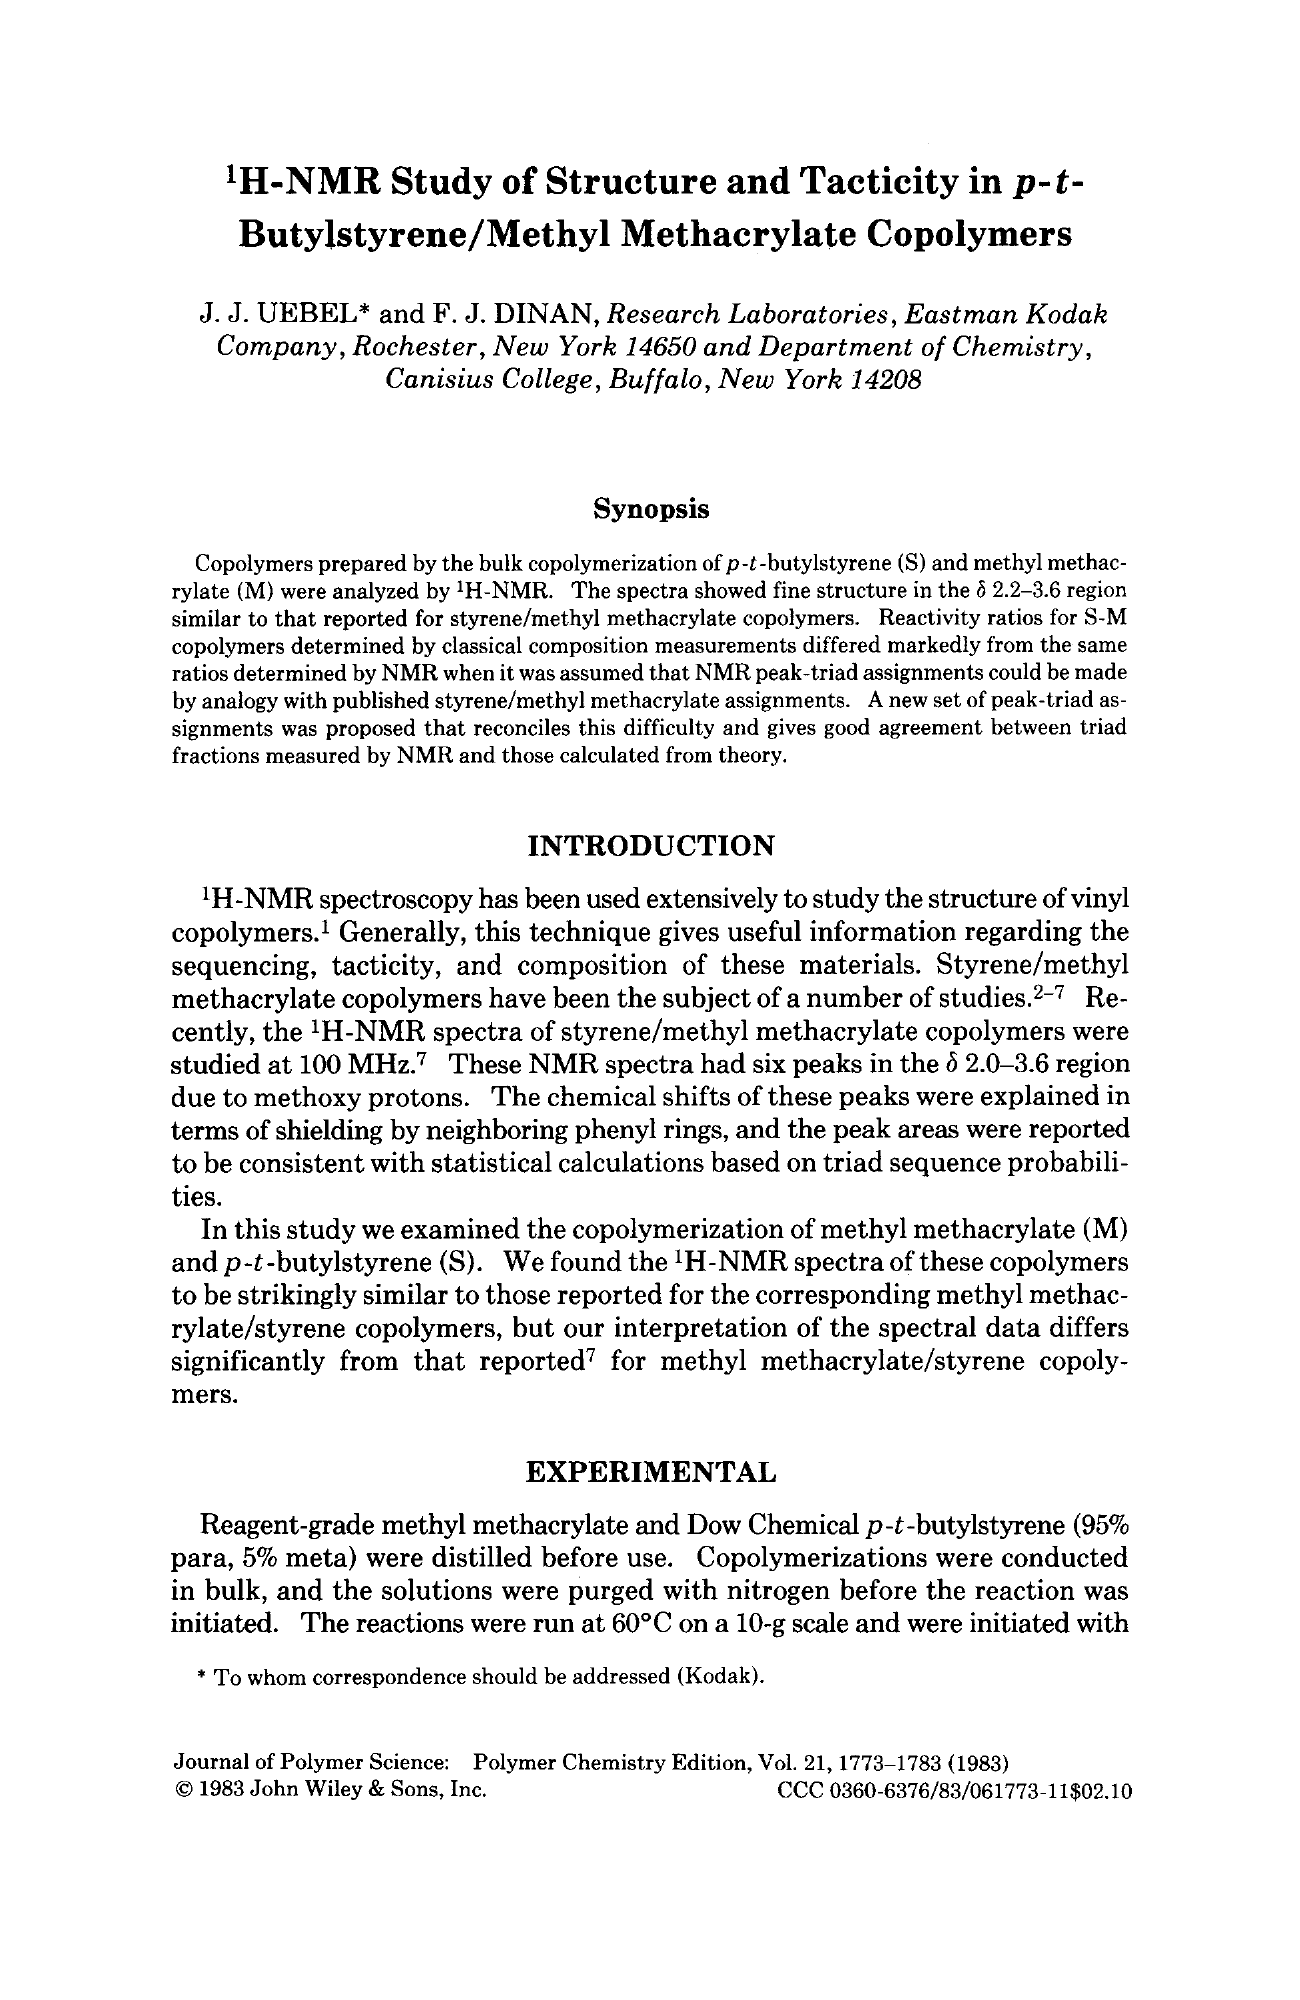 ¹H-NMR Study of Structure and Tacticity in p-t-
Butylstyrene/Methyl Methacrylate Copolymers
J. J. UEBEL* and F. J. DINAN, Research Laboratories, Eastman Kodak
Company, Rochester, New York 14650 and Department of Chemistry,
Canisius College, Buffalo, New York 14208
Synopsis
Copolymers prepared by the bulk copolymerization of p-t-butylstyrene (S) and methyl methac-
rylate (M) were analyzed by ¹H-NMR. The spectra showed fine structure in the δ 2.2–3.6 region
similar to that reported for styrene/methyl methacrylate copolymers. Reactivity ratios for S-M
copolymers determined by classical composition measurements differed markedly from the same
ratios determined by NMR when it was assumed that NMR peak-triad assignments could be made
by analogy with published styrene/methyl methacrylate assignments. A new set of peak-triad as-
signments was proposed that reconciles this difficulty and gives good agreement between triad
fractions measured by NMR and those calculated from theory.
INTRODUCTION
¹H-NMR spectroscopy has been used extensively to study the structure of vinyl
copolymers.¹ Generally, this technique gives useful information regarding the
sequencing, tacticity, and composition of these materials. Styrene/methyl
methacrylate copolymers have been the subject of a number of studies.²⁻⁷ Re-
cently, the ¹H-NMR spectra of styrene/methyl methacrylate copolymers were
studied at 100 MHz.⁷ These NMR spectra had six peaks in the δ 2.0–3.6 region
due to methoxy protons. The chemical shifts of these peaks were explained in
terms of shielding by neighboring phenyl rings, and the peak areas were reported
to be consistent with statistical calculations based on triad sequence probabili-
ties.
In this study we examined the copolymerization of methyl methacrylate (M)
and p-t-butylstyrene (S). We found the ¹H-NMR spectra of these copolymers
to be strikingly similar to those reported for the corresponding methyl methac-
rylate/styrene copolymers, but our interpretation of the spectral data differs
significantly from that reported⁷ for methyl methacrylate/styrene copoly-
mers.
EXPERIMENTAL
Reagent-grade methyl methacrylate and Dow Chemical p-t-butylstyrene (95%
para, 5% meta) were distilled before use. Copolymerizations were conducted
in bulk, and the solutions were purged with nitrogen before the reaction was
initiated. The reactions were run at 60°C on a 10-g scale and were initiated with
* To whom correspondence should be addressed (Kodak).
Journal of Polymer Science: Polymer Chemistry Edition, Vol. 21, 1773–1783 (1983)
© 1983 John Wiley & Sons, Inc. CCC 0360-6376/83/061773-11$02.10